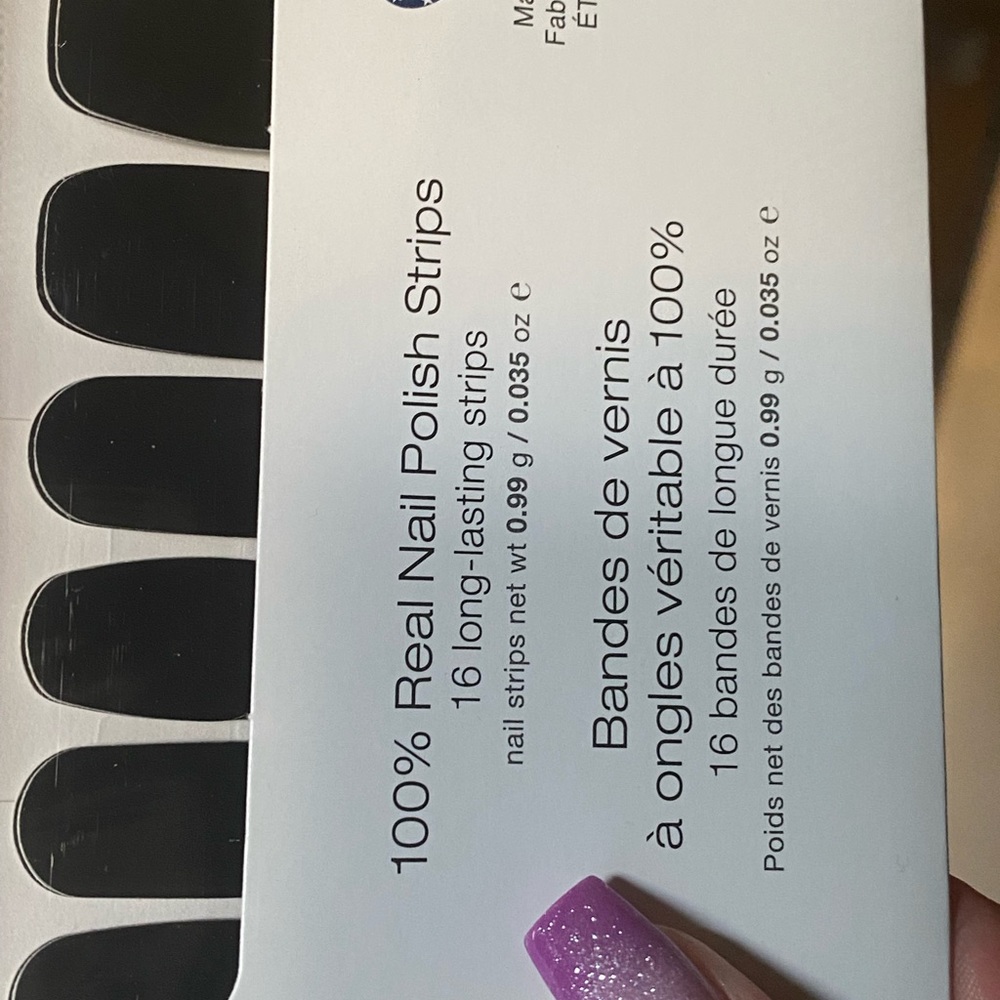 100% Real Nail Polish Strips
16 long-lasting strips
nail strips net wt 0.99 g / 0.035 oz ℮
Bandes de vernis
à ongles véritable à 100%
16 bandes de longue durée
Poids net des bandes de vernis 0.99 g / 0.035 oz ℮